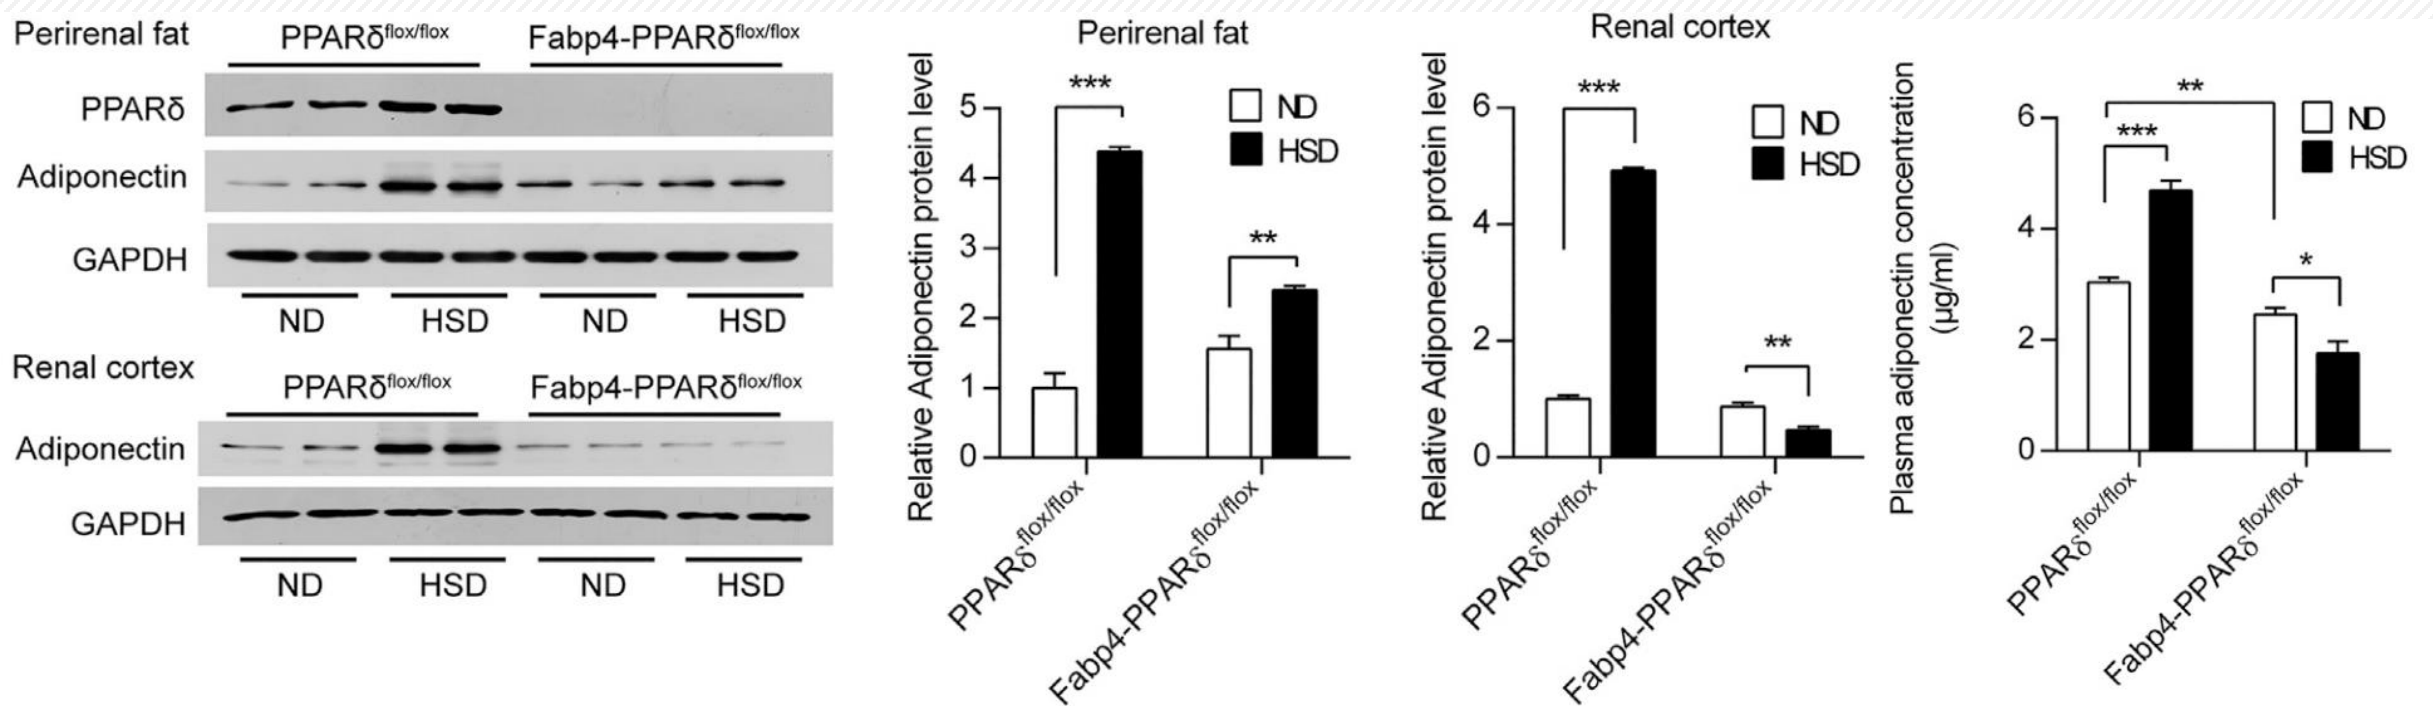 Perirenal fat
PPARδflox/flox
Fabp4-PPARδflox/flox
PPARδ
Adiponectin
GAPDH
ND
HSD
ND
HSD
Renal cortex
PPARδflox/flox
Fabp4-PPARδflox/flox
Adiponectin
GAPDH
ND
HSD
ND
HSD
Perirenal fat
Relative Adiponectin protein level
5
4
3
2
1
0
***
**
ND
HSD
PPARδflox/flox
Fabp4-PPARδflox/flox
Renal cortex
Relative Adiponectin protein level
6
4
2
0
***
**
ND
HSD
PPARδflox/flox
Fabp4-PPARδflox/flox
Plasma adiponectin concentration
(µg/ml)
6
4
2
0
**
***
*
ND
HSD
PPARδflox/flox
Fabp4-PPARδflox/flox